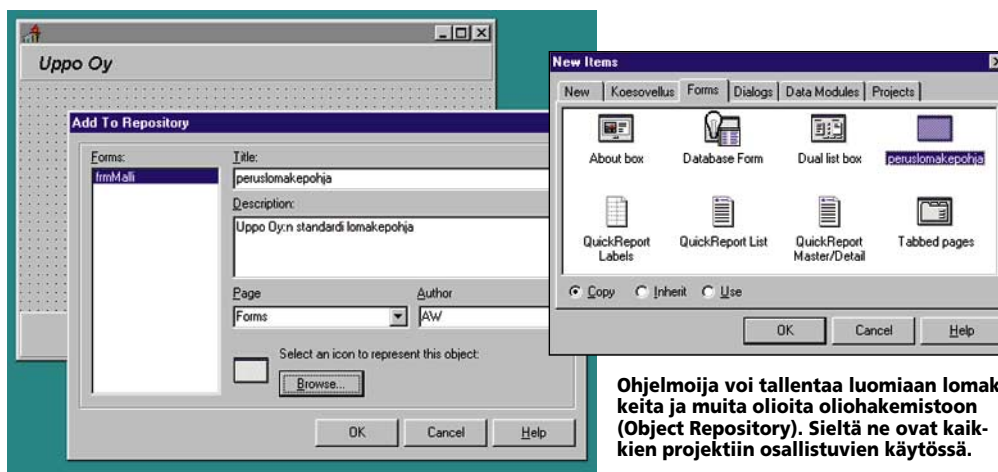 Uppo Oy
Add To Repository
Forms:
frmMalli
Title:
peruslomakepohja
Description:
Uppo Oy:n standardi lomakepohja
Page
Forms
Author
AW
Select an icon to represent this object:
Browse...
OK Cancel Help
New Items
New Koesovellus Forms Dialogs Data Modules Projects
About box Database Form Dual list box peruslomakepohja
QuickReport Labels
QuickReport List
QuickReport Master/Detail
Tabbed pages
Copy Inherit Use
OK Cancel Help
Ohjelmoija voi tallentaa luomiaan lomak
keita ja muita olioita oliohakemistoon
(Object Repository). Sieltä ne ovat kaik-
kien projektiin osallistuvien käytössä.